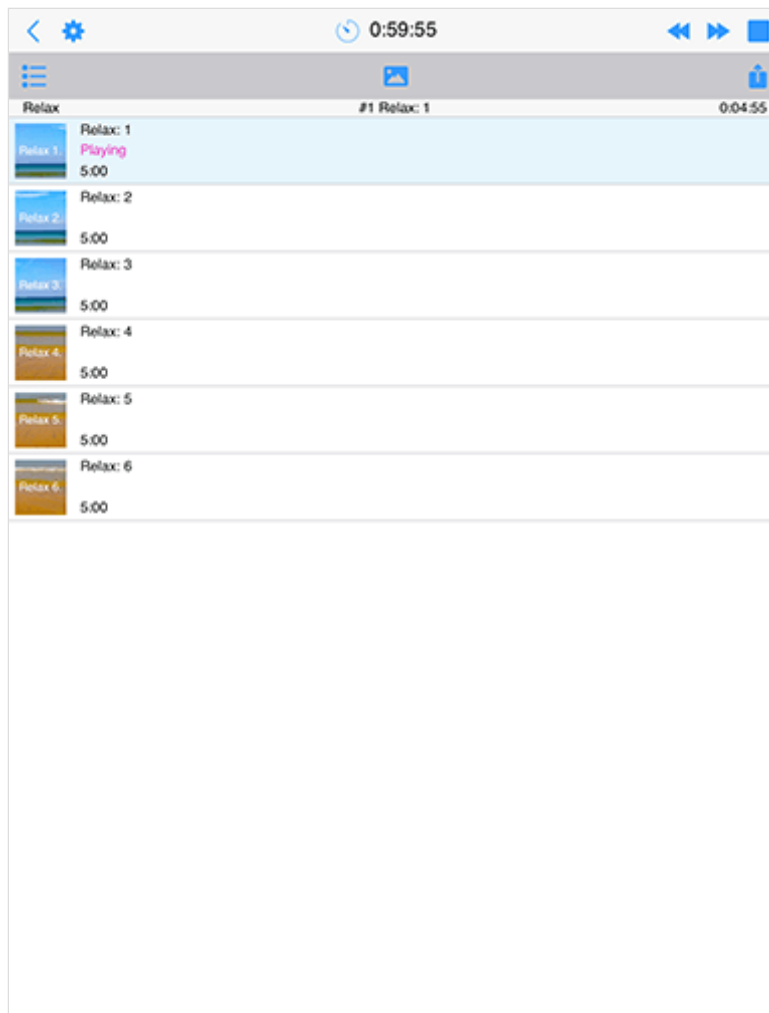 0:59:55
Relax #1 Relax: 1 0:04:55
Relax: 1
Relax 1.
Playing
5:00
Relax: 2
Relax 2.
5:00
Relax: 3
Relax 3.
5:00
Relax: 4
Relax 4.
5:00
Relax: 5
Relax 5.
5:00
Relax: 6
Relax 6.
5:00